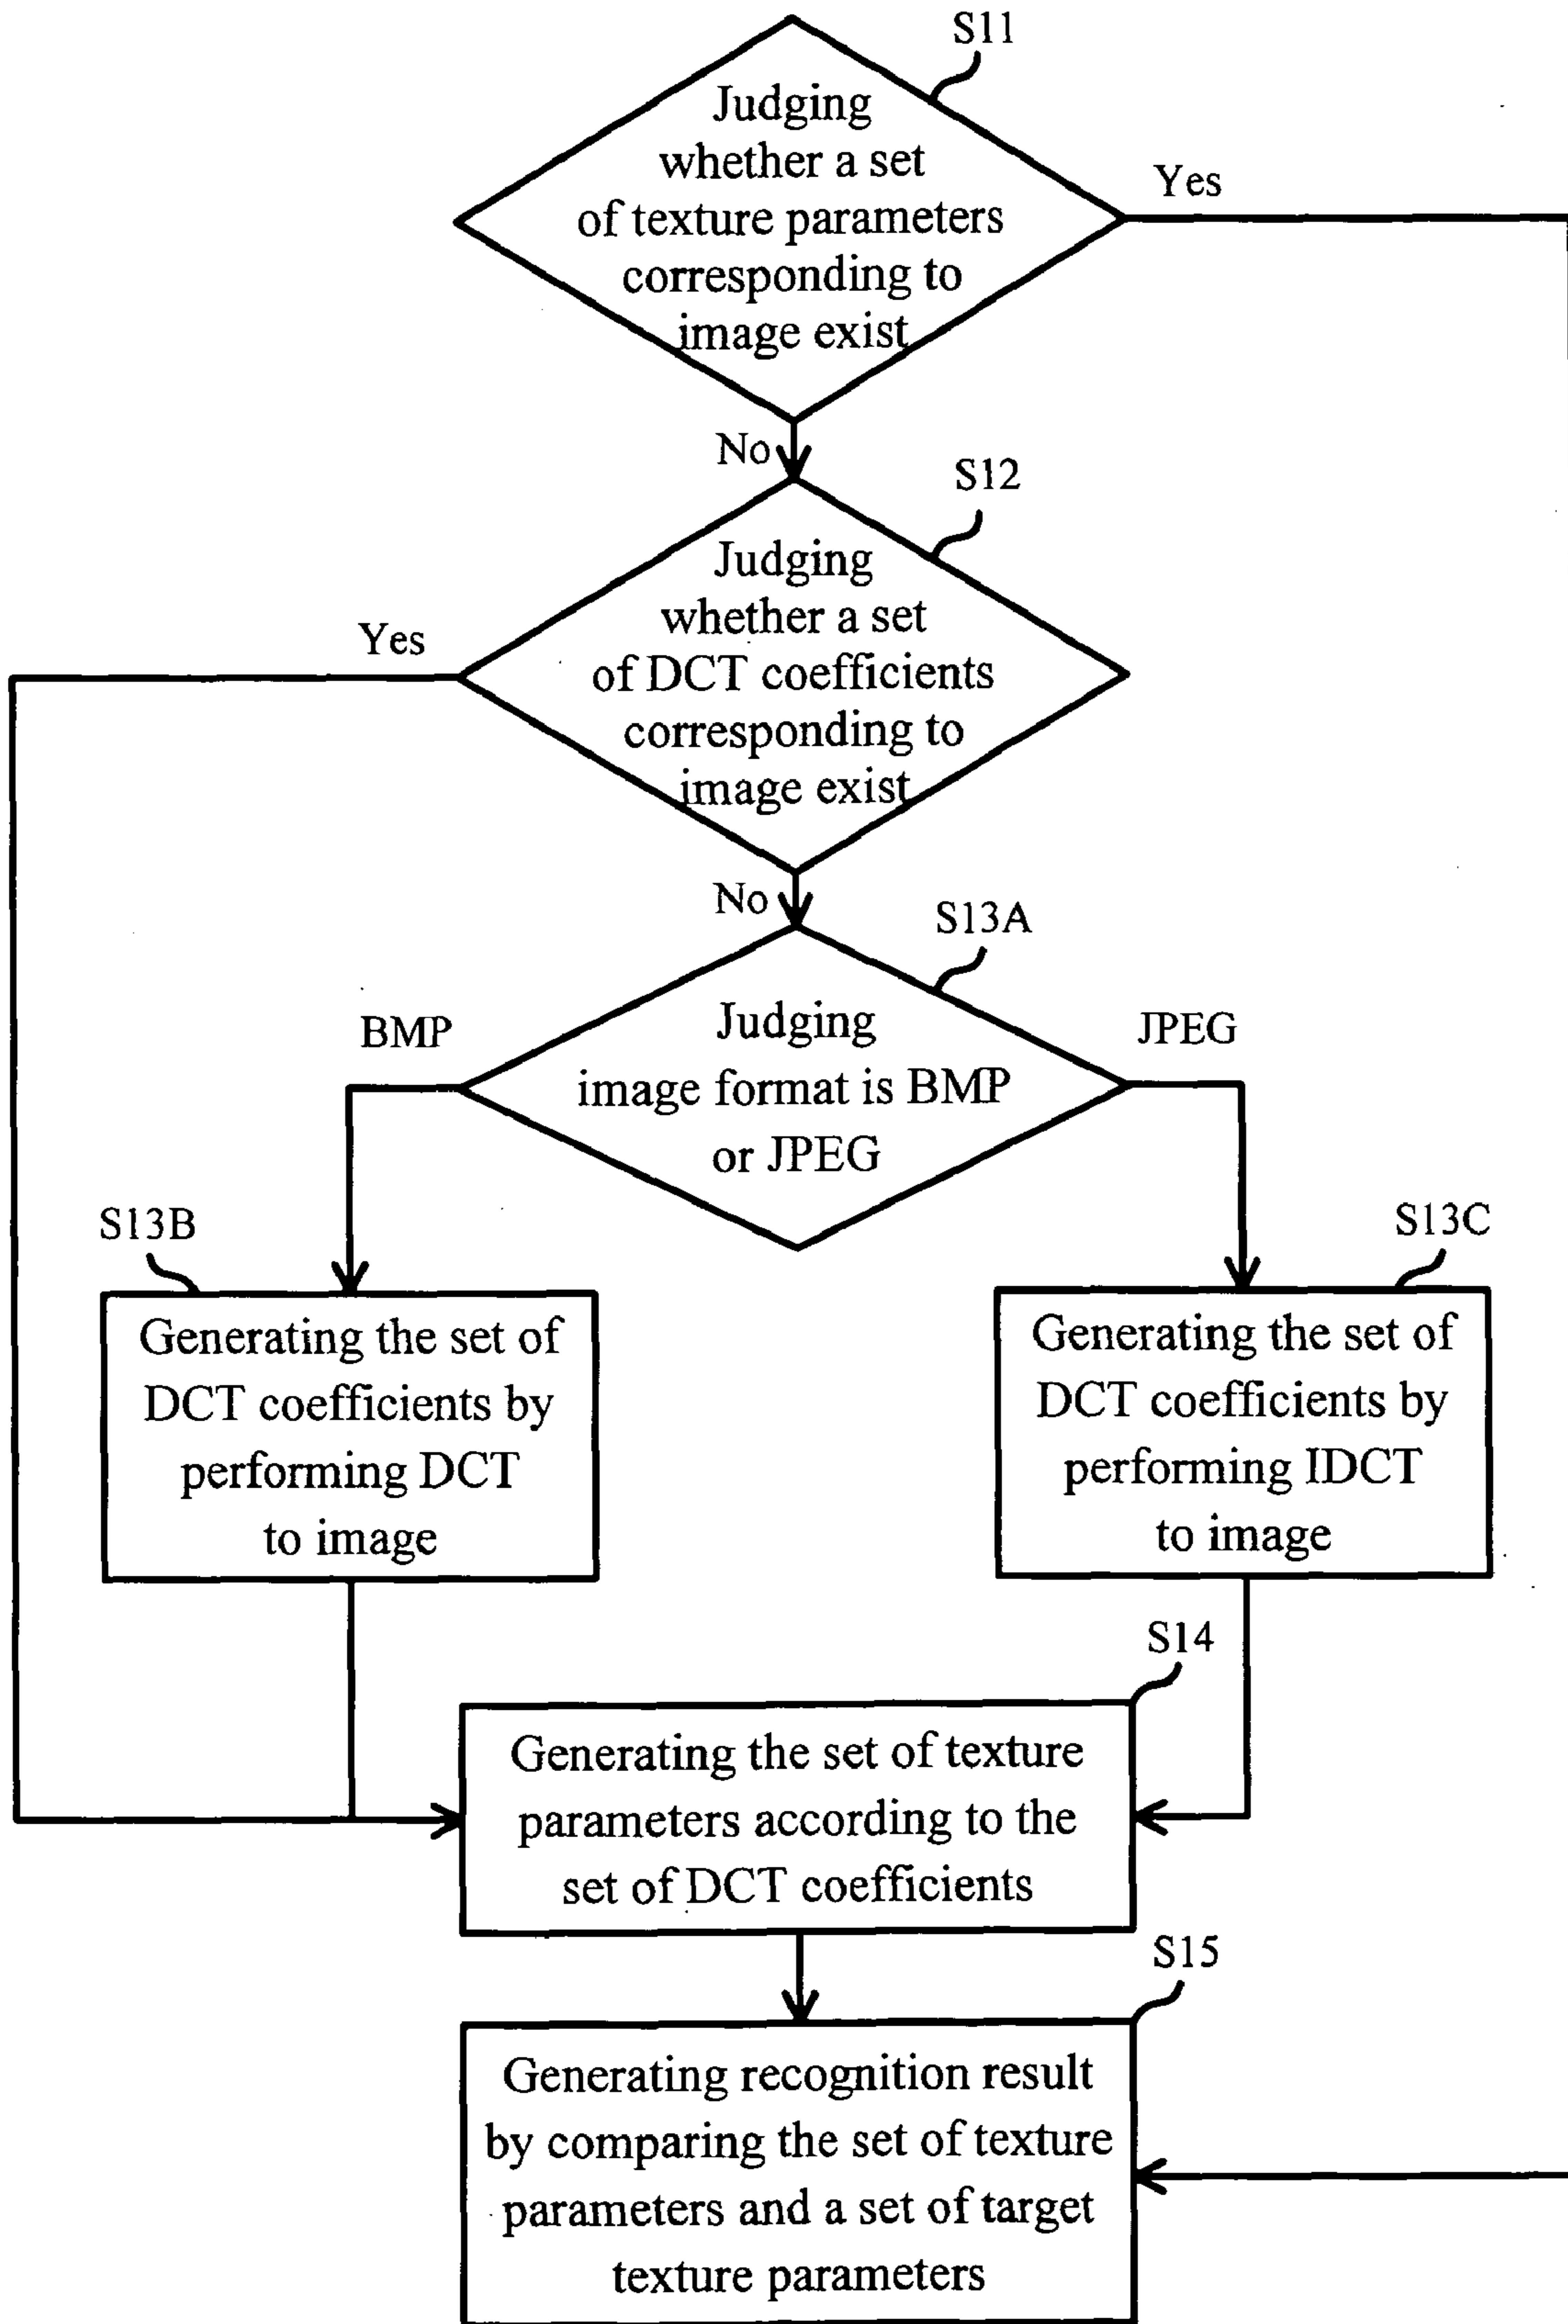 S11
Judging
whether a set
of texture parameters
corresponding to
image exist
Yes
No
S12
Judging
whether a set
of DCT coefficients
corresponding to
image exist
Yes
No
S13A
Judging
image format is BMP
or JPEG
BMP
JPEG
S13B
Generating the set of
DCT coefficients by
performing DCT
to image
S13C
Generating the set of
DCT coefficients by
performing IDCT
to image
S14
Generating the set of texture
parameters according to the
set of DCT coefficients
S15
Generating recognition result
by comparing the set of texture
parameters and a set of target
texture parameters